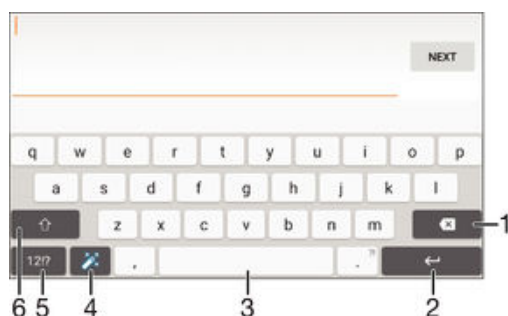 NEXT
q w e r t y u i o p
a s d f g h j k l
z x c v b n m 1
12!? , . ?!
6 5 4 3 2